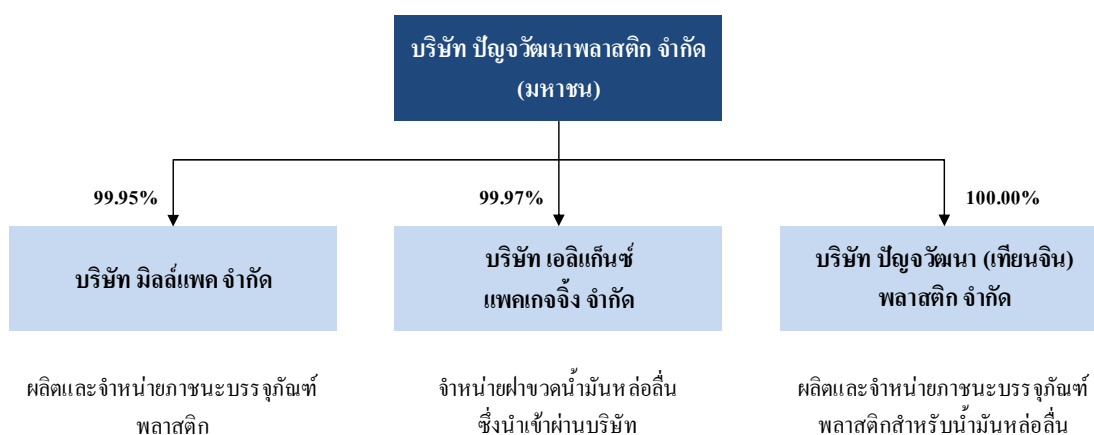 บริษัท ปัญจวัฒนาพลาสติก จำกัด
(มหาชน)
99.95%
99.97%
100.00%
บริษัท มิลล์แพค จำกัด
บริษัท เอลิแก็นซ์
แพคเกจจิ้ง จำกัด
บริษัท ปัญจวัฒนา (เทียนจิน)
พลาสติก จำกัด
ผลิตและจำหน่ายภาชนะบรรจุภัณฑ์
พลาสติก
จำหน่ายฝาขวดน้ำมันหล่อลื่น
ซึ่งนำเข้าผ่านบริษัท
ผลิตและจำหน่ายภาชนะบรรจุภัณฑ์
พลาสติกสำหรับน้ำมันหล่อลื่น